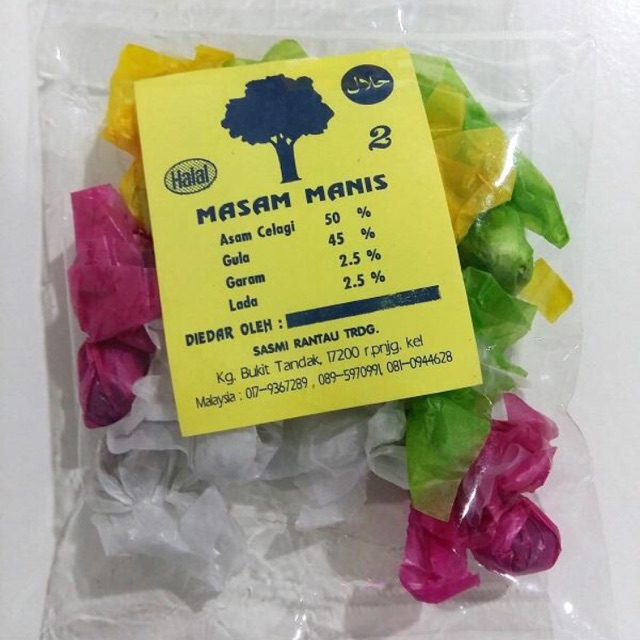 حلال
2
Halal
MASAM MANIS
Asam Celagi 50 %
Gula 45 %
Garam 2.5 %
Lada 2.5 %
DIEDAR OLEH :
SASMI RANTAU TRDG.
Kg. Bukit Tandak, 17200 r.pnjg. kel
Malaysia : 017-9367289 , 089-5970991, 081-0944628